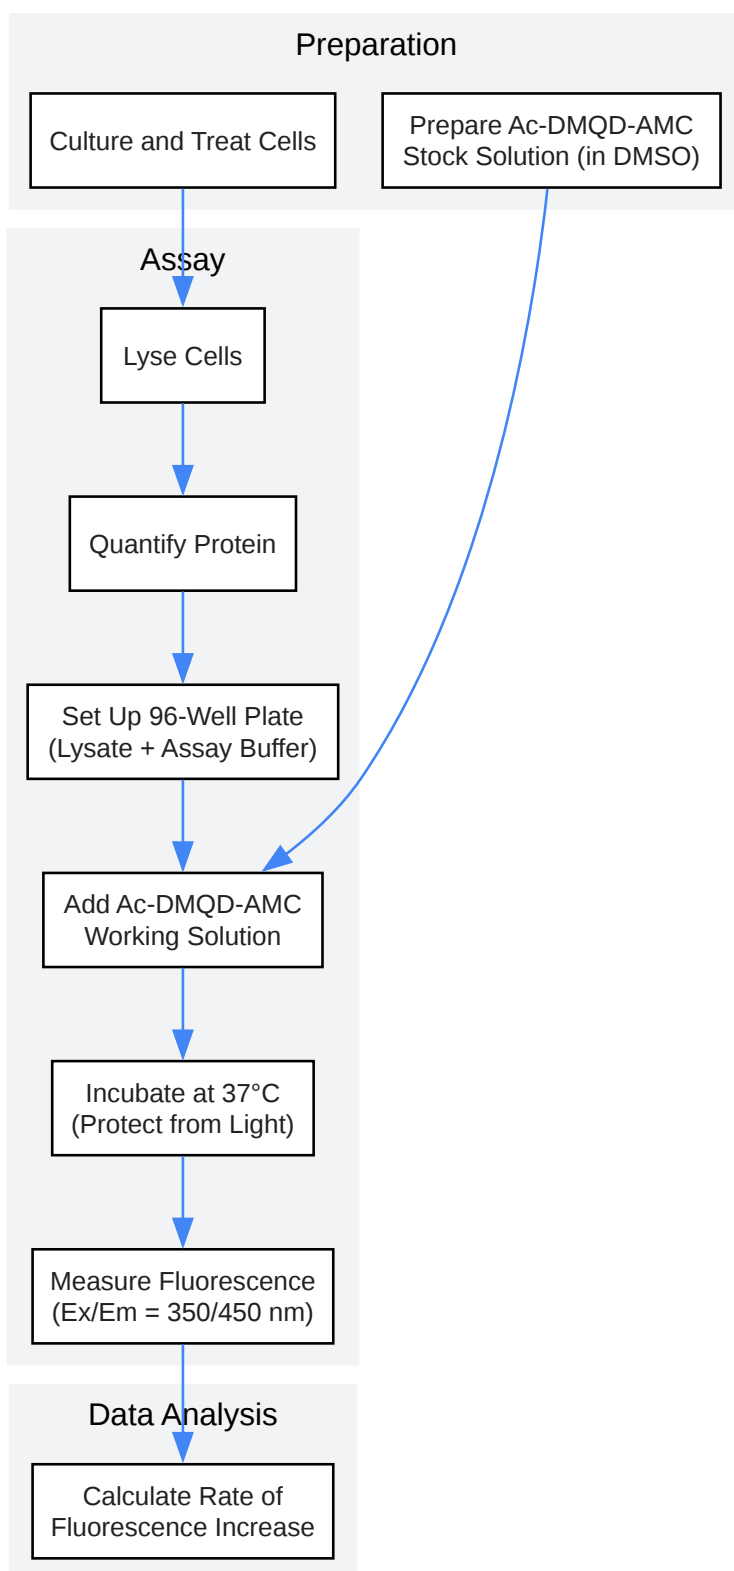 Preparation
Culture and Treat Cells
Prepare Ac-DMQD-AMC
Stock Solution (in DMSO)
Assay
Lyse Cells
Quantify Protein
Set Up 96-Well Plate
(Lysate + Assay Buffer)
Add Ac-DMQD-AMC
Working Solution
Incubate at 37°C
(Protect from Light)
Measure Fluorescence
(Ex/Em = 350/450 nm)
Data Analysis
Calculate Rate of
Fluorescence Increase